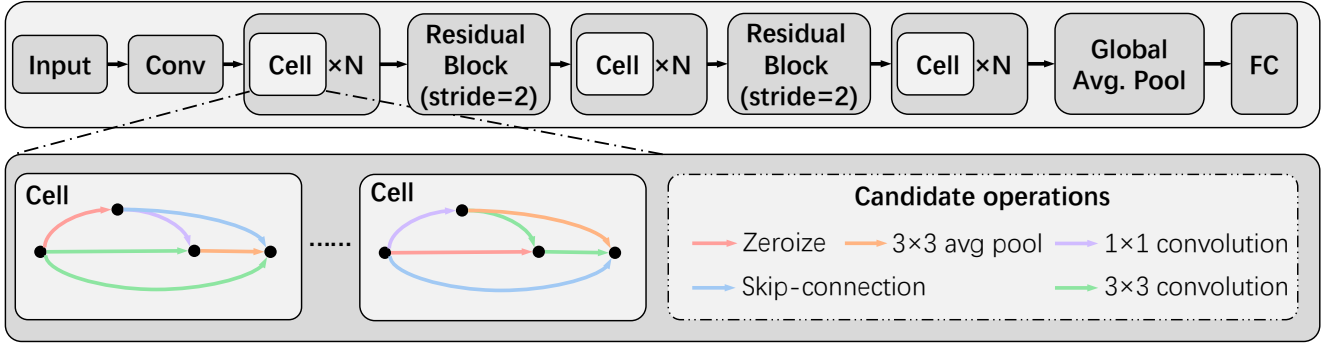 Input
Conv
Cell ×N
Residual
Block
(stride=2)
Cell ×N
Residual
Block
(stride=2)
Cell ×N
Global
Avg. Pool
FC
Cell
......
Cell
Candidate operations
Zeroize
3×3 avg pool
1×1 convolution
Skip-connection
3×3 convolution